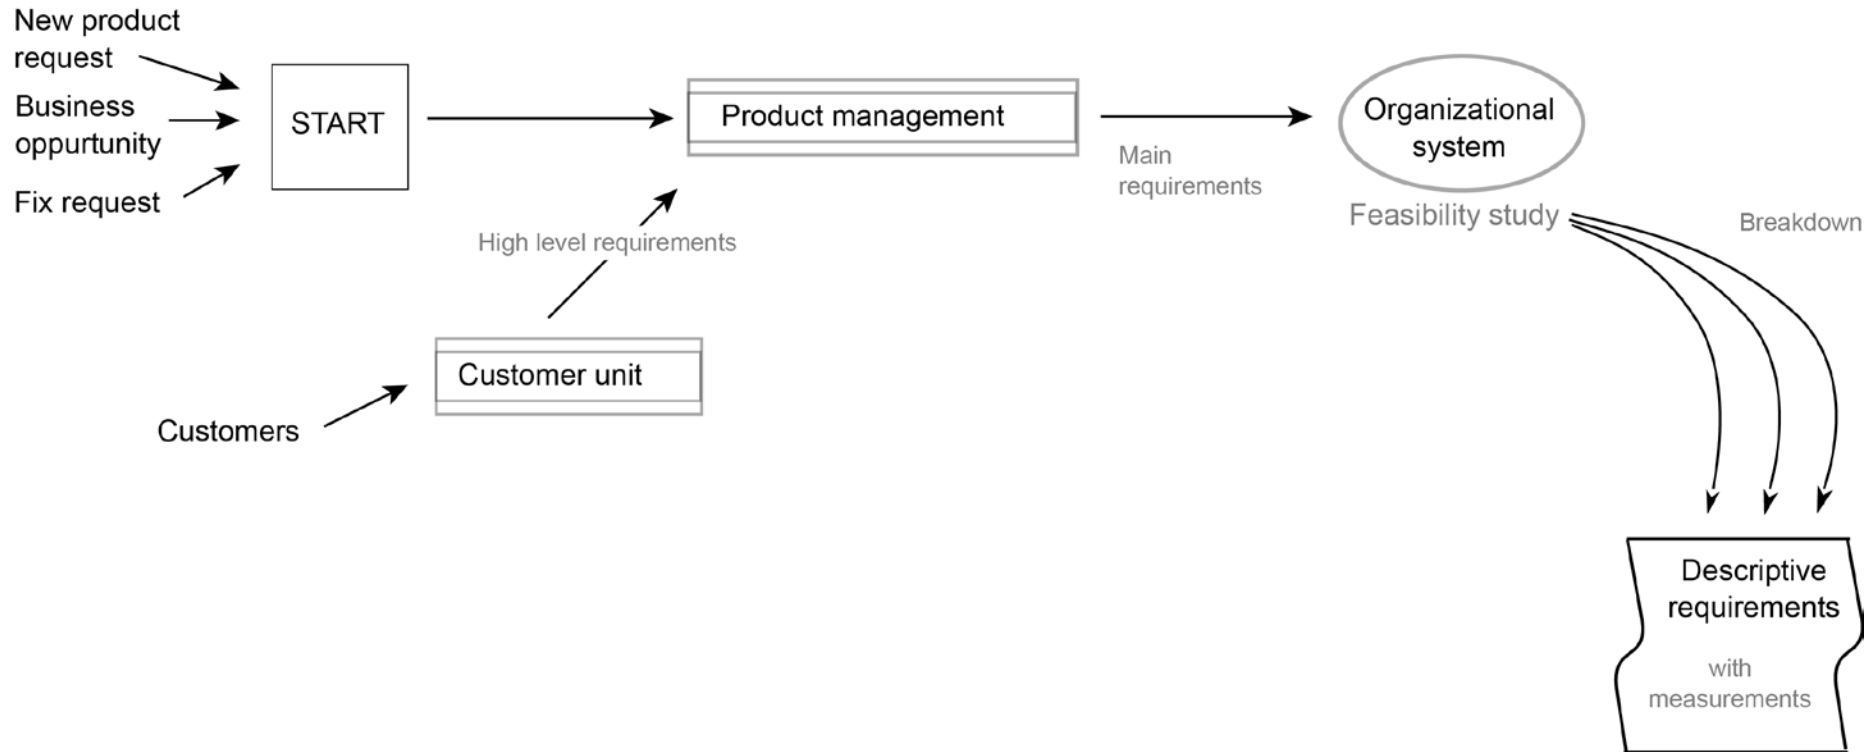 New product
request
Business
oppurtunity
Fix request
START
Product management
Main
requirements
Organizational
system
Feasibility study
Breakdown
High level requirements
Customer unit
Customers
Descriptive
requirements
with
measurements